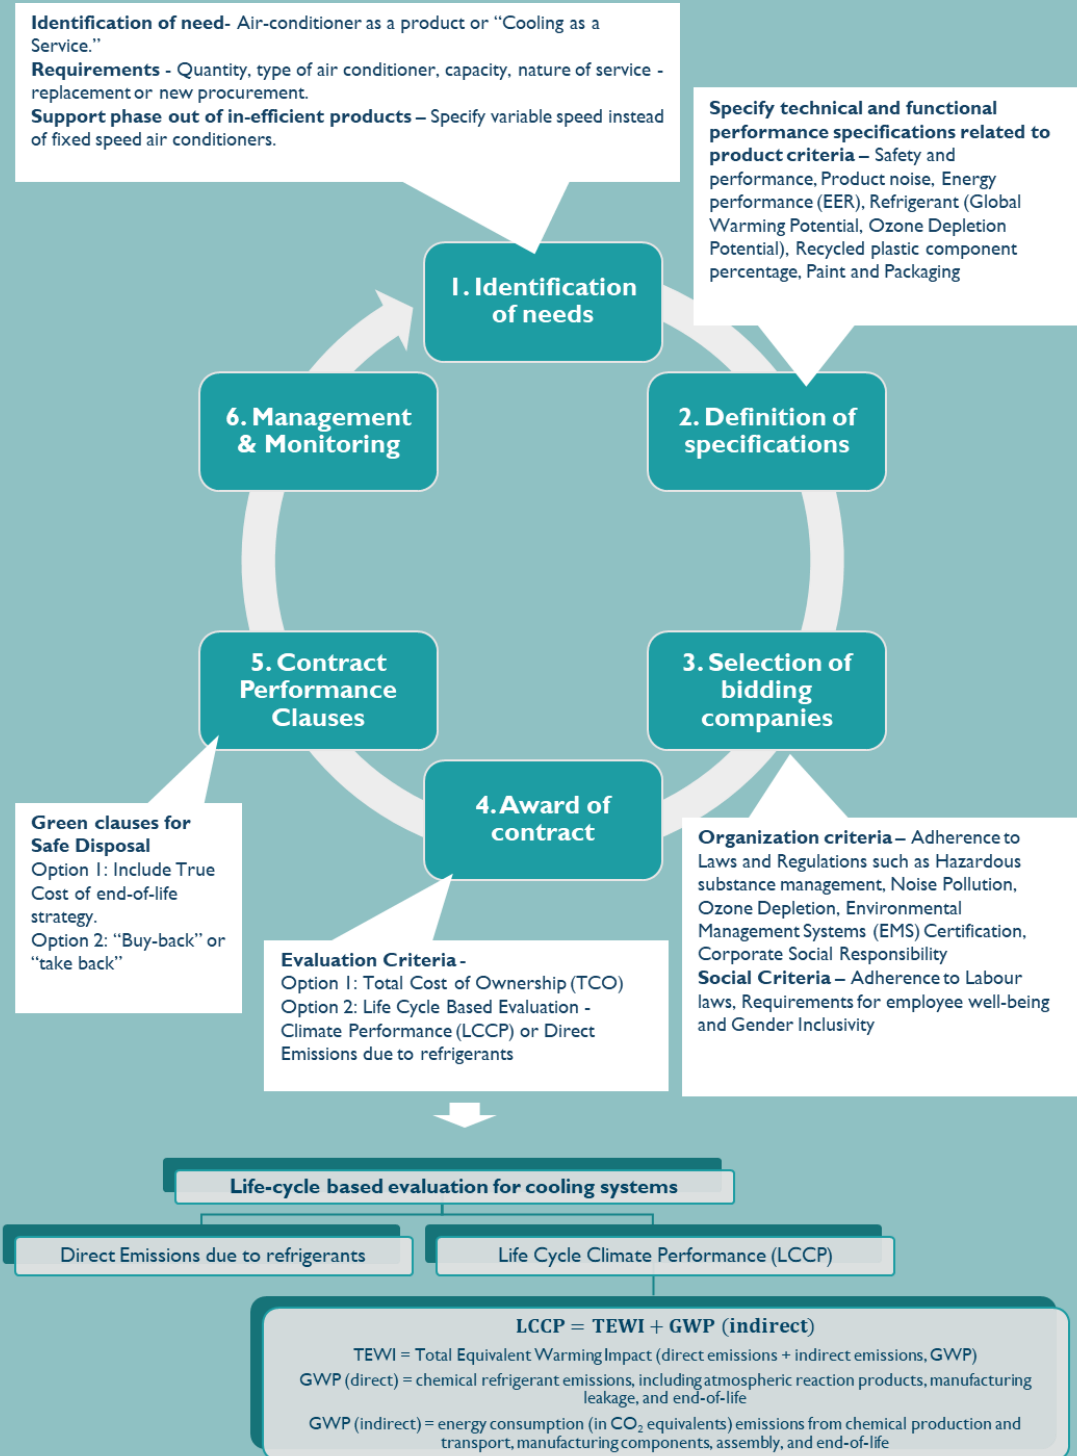 Identification of need- Air-conditioner as a product or “Cooling as a
Service.”
Requirements - Quantity, type of air conditioner, capacity, nature of service -
replacement or new procurement.
Support phase out of in-efficient products – Specify variable speed instead
of fixed speed air conditioners.
Specify technical and functional
performance specifications related to
product criteria – Safety and
performance, Product noise, Energy
performance (EER), Refrigerant (Global
Warming Potential, Ozone Depletion
Potential), Recycled plastic component
percentage, Paint and Packaging
1. Identification
of needs
2. Definition of
specifications
3. Selection of
bidding
companies
4. Award of
contract
5. Contract
Performance
Clauses
6. Management
& Monitoring
Green clauses for
Safe Disposal
Option 1: Include True
Cost of end-of-life
strategy.
Option 2: “Buy-back” or
“take back”
Evaluation Criteria -
Option 1: Total Cost of Ownership (TCO)
Option 2: Life Cycle Based Evaluation -
Climate Performance (LCCP) or Direct
Emissions due to refrigerants
Organization criteria – Adherence to
Laws and Regulations such as Hazardous
substance management, Noise Pollution,
Ozone Depletion, Environmental
Management Systems (EMS) Certification,
Corporate Social Responsibility
Social Criteria – Adherence to Labour
laws, Requirements for employee well-being
and Gender Inclusivity
Life-cycle based evaluation for cooling systems
Direct Emissions due to refrigerants
Life Cycle Climate Performance (LCCP)
LCCP = TEWI + GWP (indirect)
TEWI = Total Equivalent Warming Impact (direct emissions + indirect emissions, GWP)
GWP (direct) = chemical refrigerant emissions, including atmospheric reaction products, manufacturing
leakage, and end-of-life
GWP (indirect) = energy consumption (in CO₂ equivalents) emissions from chemical production and
transport, manufacturing components, assembly, and end-of-life